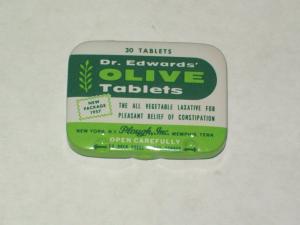 30 TABLETS
Dr. Edwards'
OLIVE
Tablets
NEW
PACKAGE
1957
THE ALL VEGETABLE LAXATIVE FOR
PLEASANT RELIEF OF CONSTIPATION
NEW YORK, N.Y. Plough, Inc. MEMPHIS, TENN.
OPEN CAREFULLY